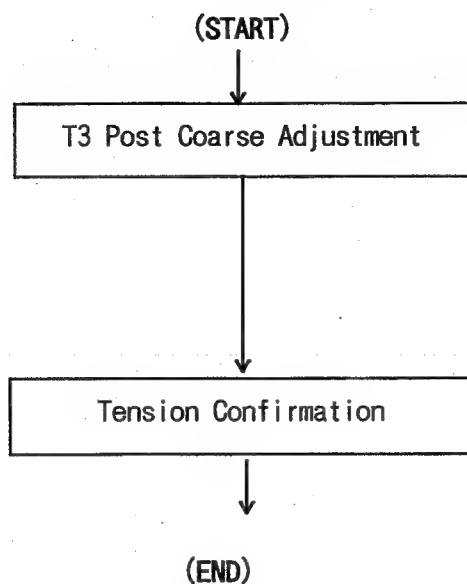 (START)
T3 Post Coarse Adjustment
Tension Confirmation
(END)